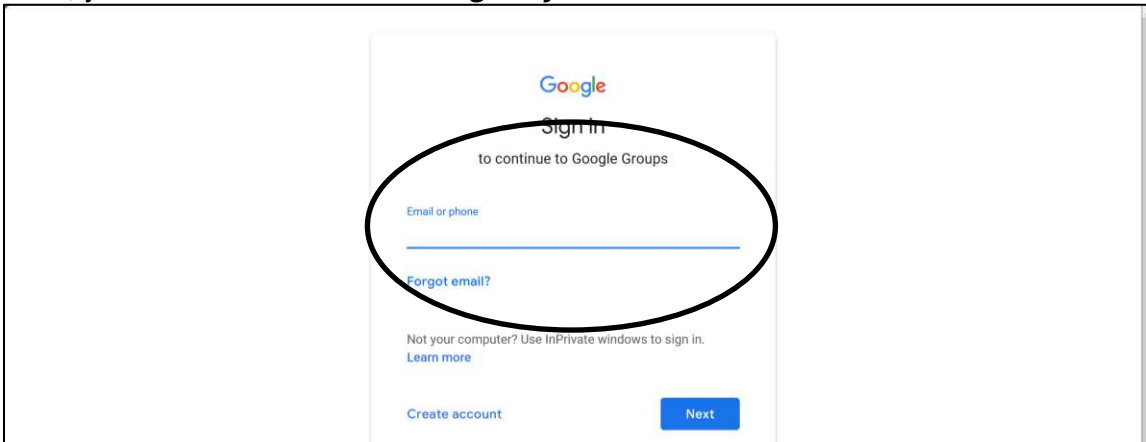 Google
Sign in
to continue to Google Groups
Email or phone
Forgot email?
Not your computer? Use InPrivate windows to sign in.
Learn more
Create account
Next